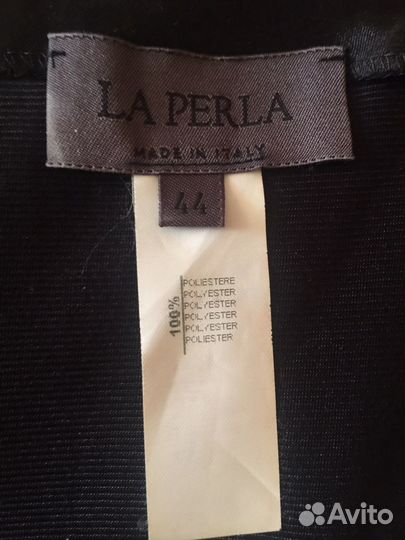 LA PERLA
MADE IN ITALY
44
100%
POLIESTERE
POLYESTER
POLYESTER
POLYESTER
POLYESTER
POLIESTER
Avito